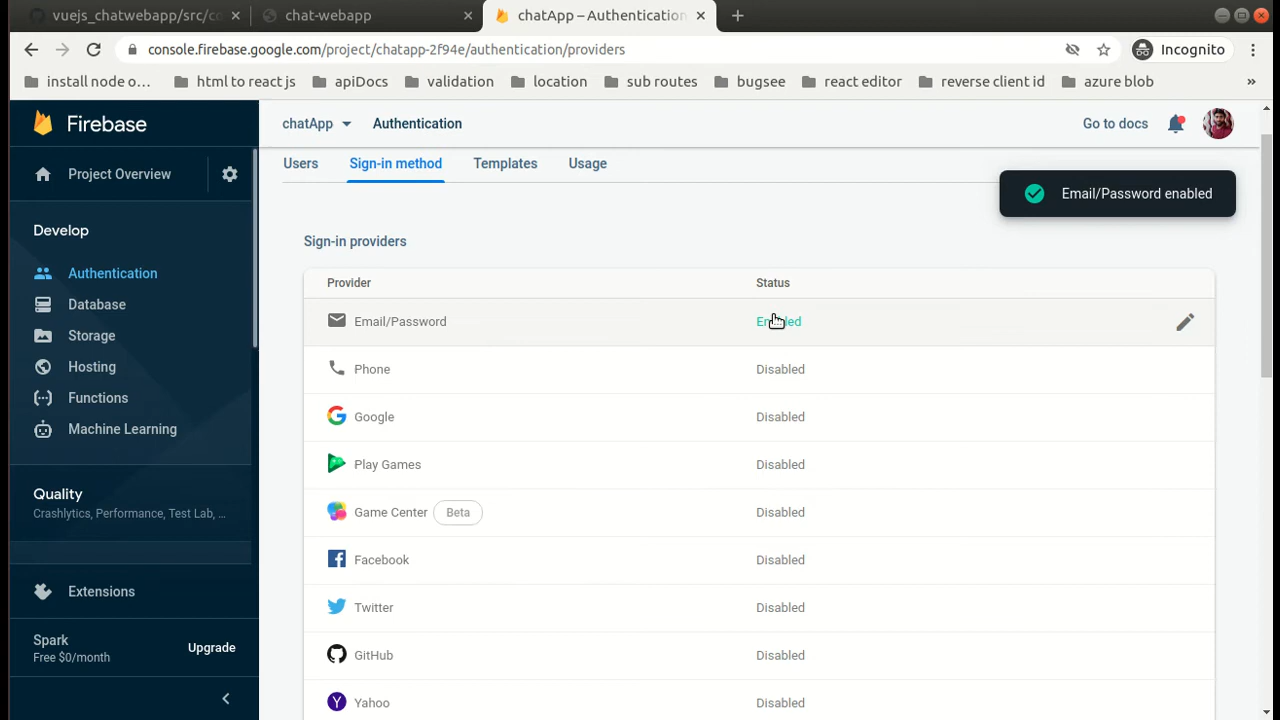 vuejs_chatwebapp/src/co
chat-webapp
chatApp – Authentication
console.firebase.google.com/project/chatapp-2f94e/authentication/providers
Incognito
install node o...
html to react js
apiDocs
validation
location
sub routes
bugsee
react editor
reverse client id
azure blob
»
Firebase
chatApp
Authentication
Go to docs
Project Overview
Users
Sign-in method
Templates
Usage
Email/Password enabled
Develop
Authentication
Database
Storage
Hosting
Functions
Machine Learning
Quality
Crashlytics, Performance, Test Lab, ...
Extensions
Spark
Free $0/month
Upgrade
Sign-in providers
Provider
Status
Email/Password
Enabled
Phone
Disabled
Google
Disabled
Play Games
Disabled
Game Center
Beta
Disabled
Facebook
Disabled
Twitter
Disabled
GitHub
Disabled
Yahoo
Disabled